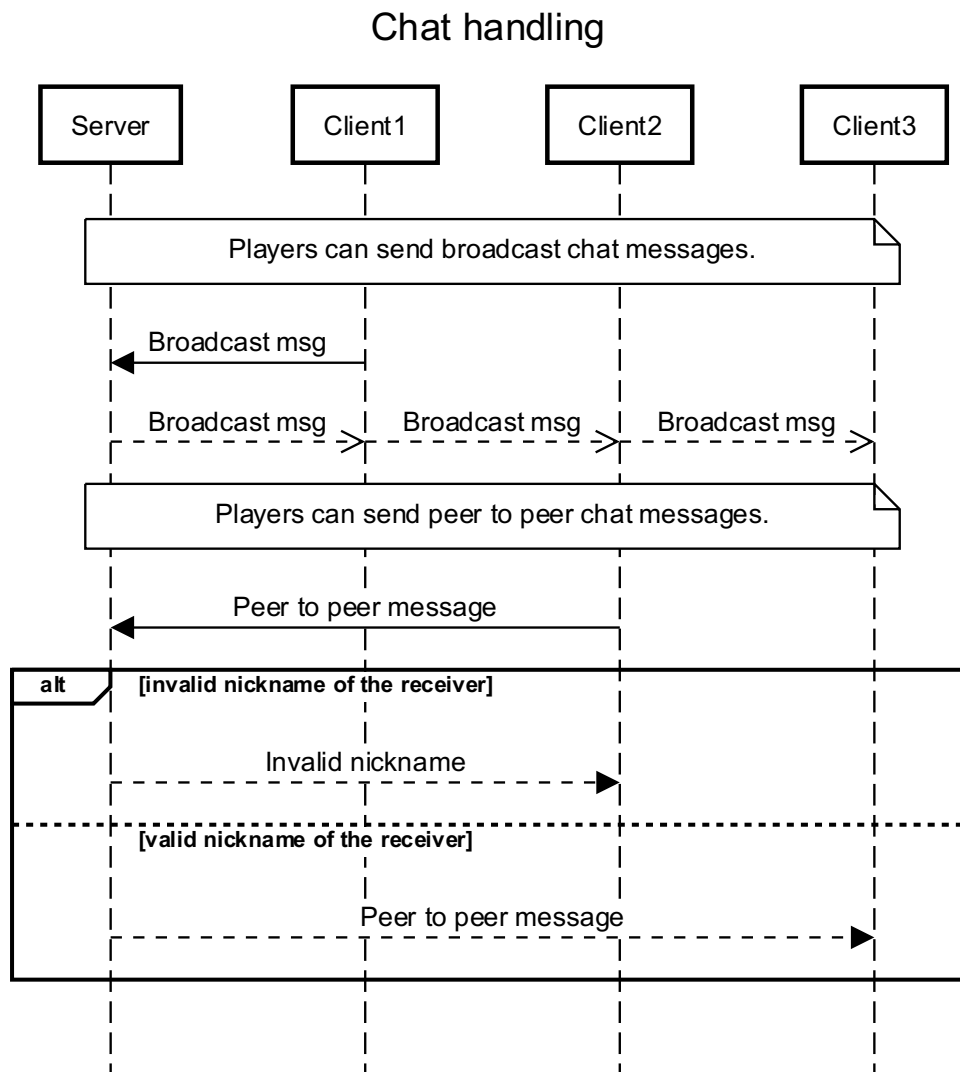 Chat handling
Server
Client1
Client2
Client3
Players can send broadcast chat messages.
Broadcast msg
Broadcast msg
Broadcast msg
Broadcast msg
Players can send peer to peer chat messages.
Peer to peer message
alt
[invalid nickname of the receiver]
Invalid nickname
[valid nickname of the receiver]
Peer to peer message